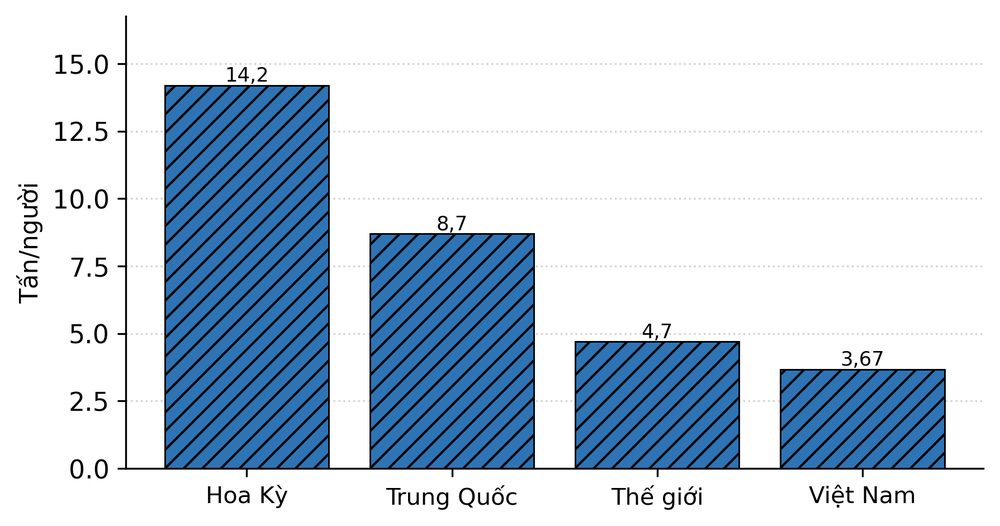 Tấn/người
15.0
12.5
10.0
7.5
5.0
2.5
0.0
14,2
8,7
4,7
3,67
Hoa Kỳ
Trung Quốc
Thế giới
Việt Nam